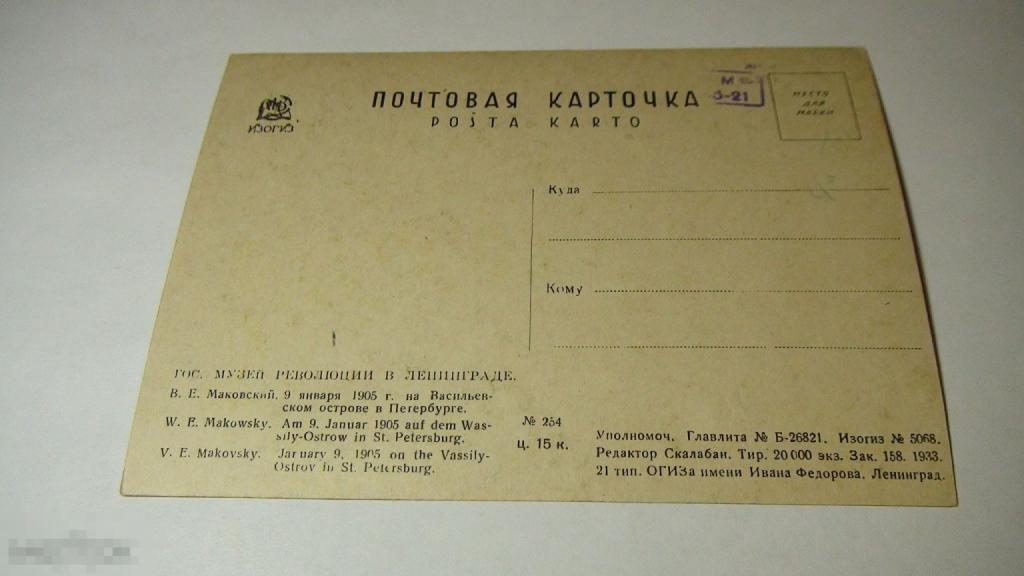 ИЗОГИЗ
ПОЧТОВАЯ КАРТОЧКА
POŜTA KARTO
МЕСТО
ДЛЯ
МАРКИ
Куда
Кому
ГОС. МУЗЕЙ РЕВОЛЮЦИИ В ЛЕНИНГРАДЕ.
В. Е. Маковский. 9 января 1905 г. на Васильев-
ском острове в Петербурге.
W. E. Makowsky. Am 9. Januar 1905 auf dem Was-
sily-Ostrow in St. Petersburg.
V. E. Makovsky. January 9, 1905 on the Vassily-
Ostrov in St. Petersburg.
№ 254
ц. 15 к.
Уполномоч. Главлита № Б-26821. Изогиз № 5068.
Редактор Скалабан. Тир. 20 000 экз. Зак. 158. 1933.
21 тип. ОГИЗа имени Ивана Федорова. Ленинград.